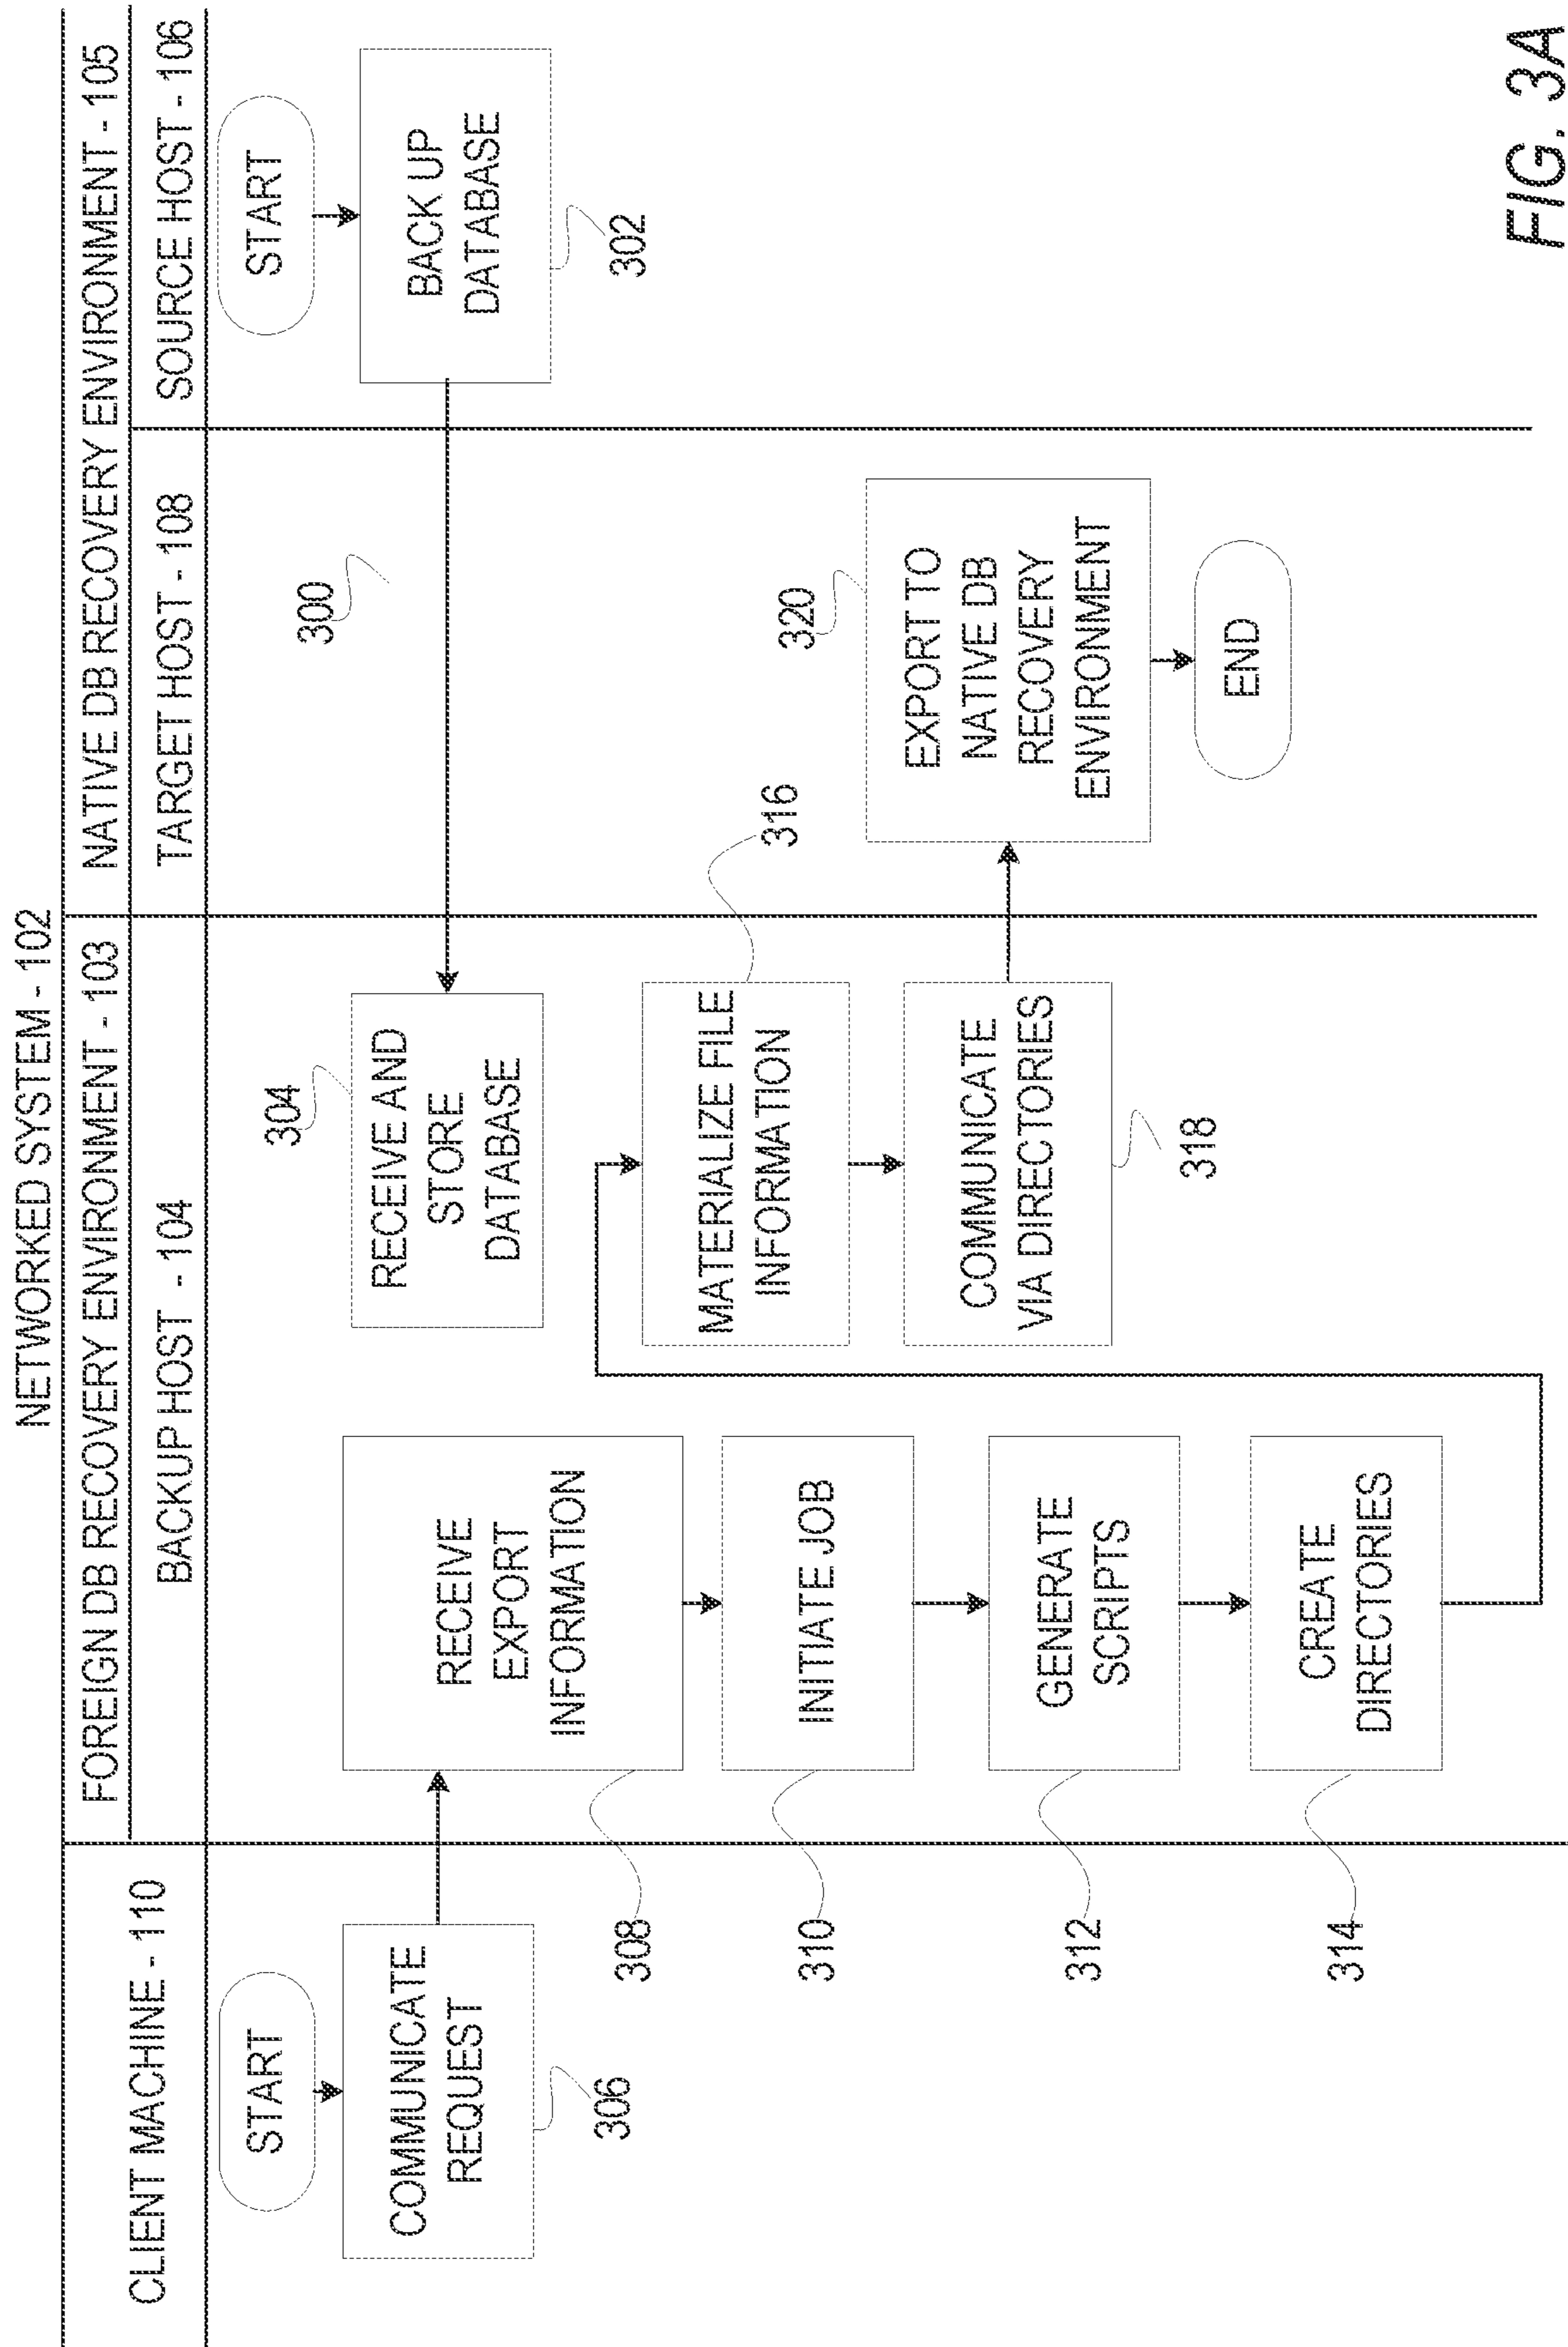 NETWORKED SYSTEM - 102
CLIENT MACHINE - 110
FOREIGN DB RECOVERY ENVIRONMENT - 103
NATIVE DB RECOVERY ENVIRONMENT - 105
BACKUP HOST - 104
TARGET HOST - 108
SOURCE HOST - 106
START
COMMUNICATE
REQUEST
306
RECEIVE
EXPORT
INFORMATION
308
INITIATE JOB
310
GENERATE
SCRIPTS
312
CREATE
DIRECTORIES
314
304
RECEIVE AND
STORE
DATABASE
MATERIALIZE FILE
INFORMATION
316
COMMUNICATE
VIA DIRECTORIES
318
300
320
EXPORT TO
NATIVE DB
RECOVERY
ENVIRONMENT
END
START
BACK UP
DATABASE
302
FIG. 3A